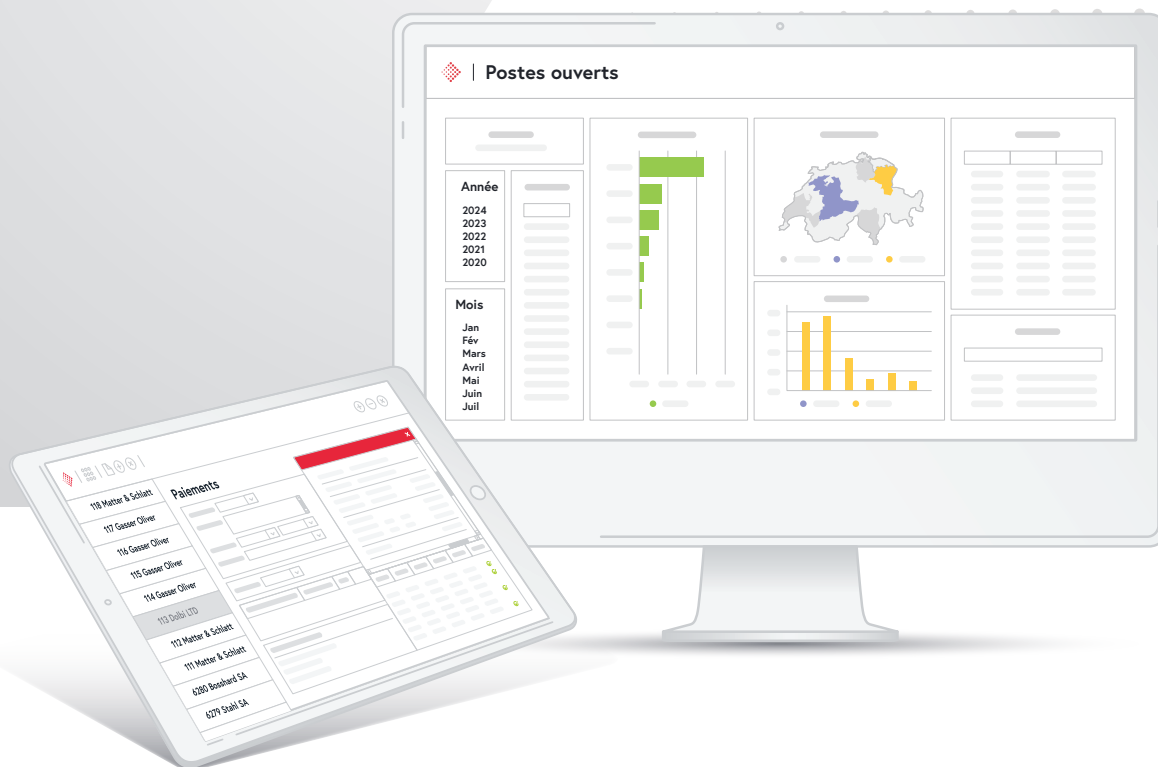 Postes ouverts
Année
2024
2023
2022
2021
2020
Mois
Jan
Fév
Mars
Avril
Mai
Juin
Juil
Paiements
118 Matter & Schlatt
117 Gasser Oliver
116 Gasser Oliver
115 Gasser Oliver
114 Gasser Oliver
113 Dolbi LTD
112 Matter & Schlatt
111 Matter & Schlatt
6280 Bosshard SA
6279 Stahl SA